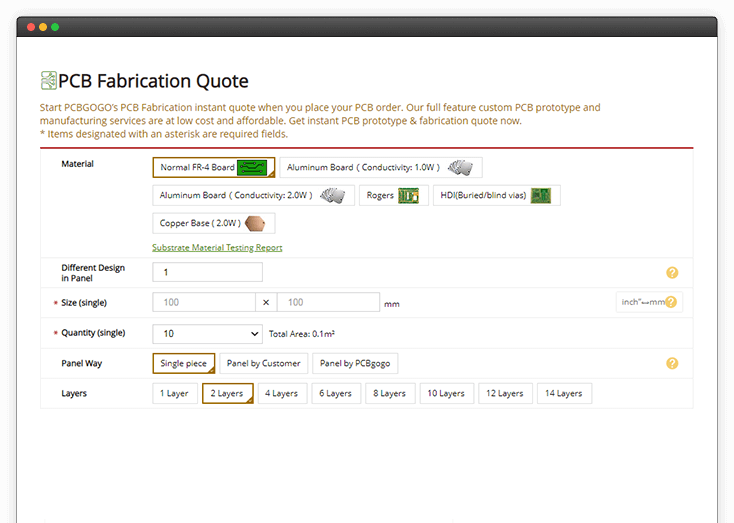 PCB Fabrication Quote
Start PCBGOGO's PCB Fabrication instant quote when you place your PCB order. Our full feature custom PCB prototype and
manufacturing services are at low cost and affordable. Get instant PCB prototype & fabrication quote now.
* Items designated with an asterisk are required fields.
Material
Normal FR-4 Board
Aluminum Board ( Conductivity: 1.0W )
Aluminum Board ( Conductivity: 2.0W )
Rogers
HDI(Buried/blind vias)
Copper Base ( 2.0W )
Substrate Material Testing Report
Different Design
in Panel
1
?
* Size (single)
100 × 100 mm
inch"↔mm ?
* Quantity (single)
10
Total Area: 0.1m²
Panel Way
Single piece
Panel by Customer
Panel by PCBgogo
?
Layers
1 Layer
2 Layers
4 Layers
6 Layers
8 Layers
10 Layers
12 Layers
14 Layers